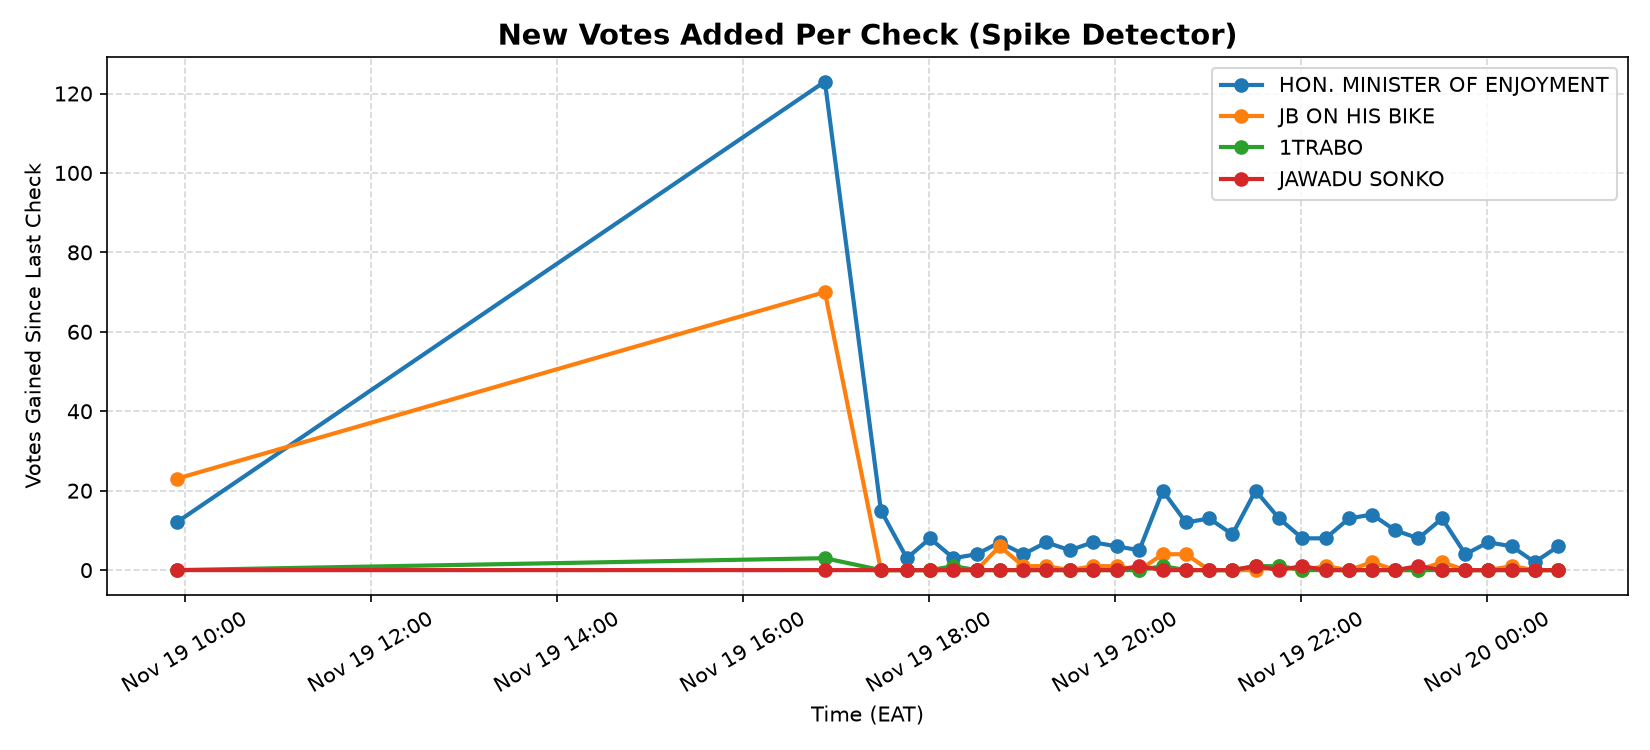 New Votes Added Per Check (Spike Detector)
HON. MINISTER OF ENJOYMENT
JB ON HIS BIKE
1TRABO
JAWADU SONKO
Votes Gained Since Last Check
120
100
80
60
40
20
0
Nov 19 10:00
Nov 19 12:00
Nov 19 14:00
Nov 19 16:00
Nov 19 18:00
Nov 19 20:00
Nov 19 22:00
Nov 20 00:00
Time (EAT)